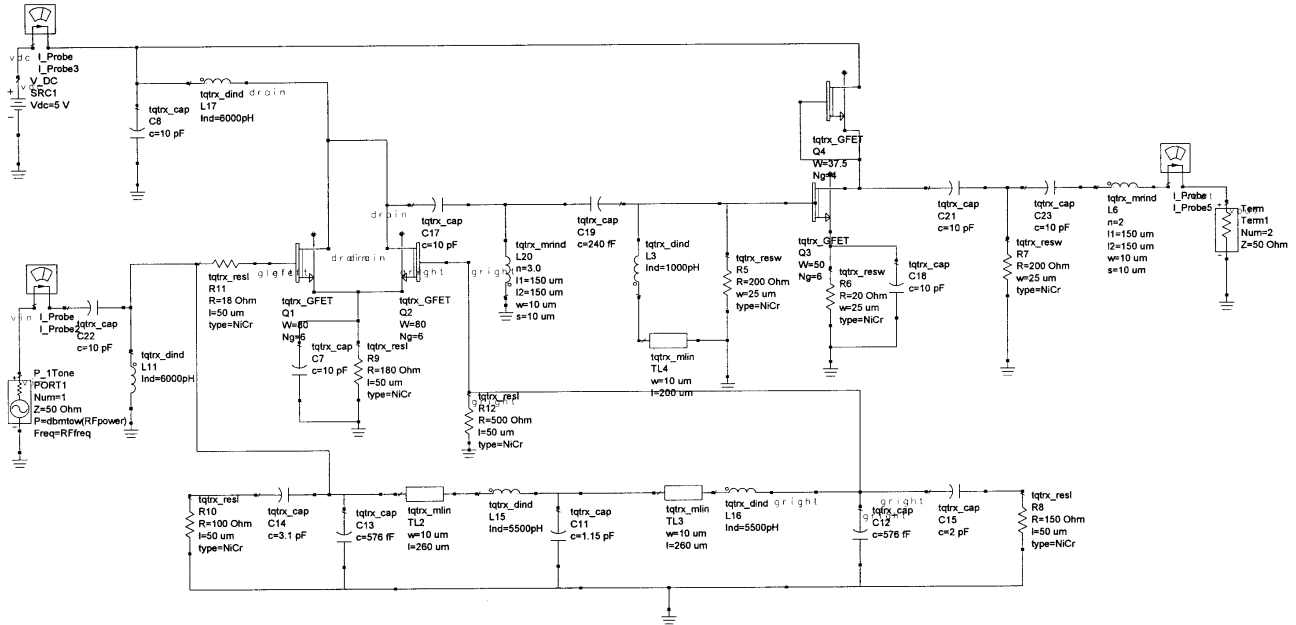 I_Probe
I_Probe3
V_DC
SRC1
Vdc=5 V
tqtrx_cap
C8
c=10 pF
tqtrx_dind
L17
Ind=6000pH
drain
tqtrx_GFET
Q4
W=37.5
Ng=4
I_Probe
I_Probe5
Term
Term1
Num=2
Z=50 Ohm
drain
tqtrx_cap
C17
c=10 pF
tqtrx_cap
C19
c=240 fF
tqtrx_cap
C21
c=10 pF
tqtrx_cap
C23
c=10 pF
tqtrx_mrind
L6
n=2
l1=150 um
l2=150 um
w=10 um
s=10 um
tqtrx_mrind
L20
n=3.0
l1=150 um
l2=150 um
w=10 um
s=10 um
tqtrx_dind
L3
Ind=1000pH
tqtrx_resw
R5
R=200 Ohm
w=25 um
type=NiCr
tqtrx_GFET
Q3
W=50
Ng=6
tqtrx_resw
R6
R=20 Ohm
w=25 um
type=NiCr
tqtrx_cap
C18
c=10 pF
tqtrx_resw
R7
R=200 Ohm
w=25 um
type=NiCr
tqtrx_resl
R11
R=18 Ohm
l=50 um
type=NiCr
gright
gright
tqtrx_GFET
Q1
W=80
Ng=6
tqtrx_GFET
Q2
W=80
Ng=6
vin
I_Probe
I_Probe2
tqtrx_cap
C22
c=10 pF
tqtrx_dind
L11
Ind=6000pH
tqtrx_cap
C7
c=10 pF
tqtrx_resl
R9
R=180 Ohm
l=50 um
type=NiCr
tqtrx_mlin
TL4
w=10 um
l=200 um
P_1Tone
PORT1
Num=1
Z=50 Ohm
P=dbmtow(RFpower)
Freq=RFfreq
tqtrx_resl
gright
R12
R=500 Ohm
l=50 um
type=NiCr
tqtrx_resl
R10
R=100 Ohm
l=50 um
type=NiCr
tqtrx_cap
C14
c=3.1 pF
tqtrx_cap
C13
c=576 fF
tqtrx_mlin
TL2
w=10 um
l=260 um
tqtrx_dind
L15
Ind=5500pH
tqtrx_cap
C11
c=1.15 pF
tqtrx_mlin
TL3
w=10 um
l=260 um
tqtrx_dind
L16
Ind=5500pH
gright
gright
tqtrx_cap
gright
C12
c=576 fF
tqtrx_cap
C15
c=2 pF
tqtrx_resl
R8
R=150 Ohm
l=50 um
type=NiCr